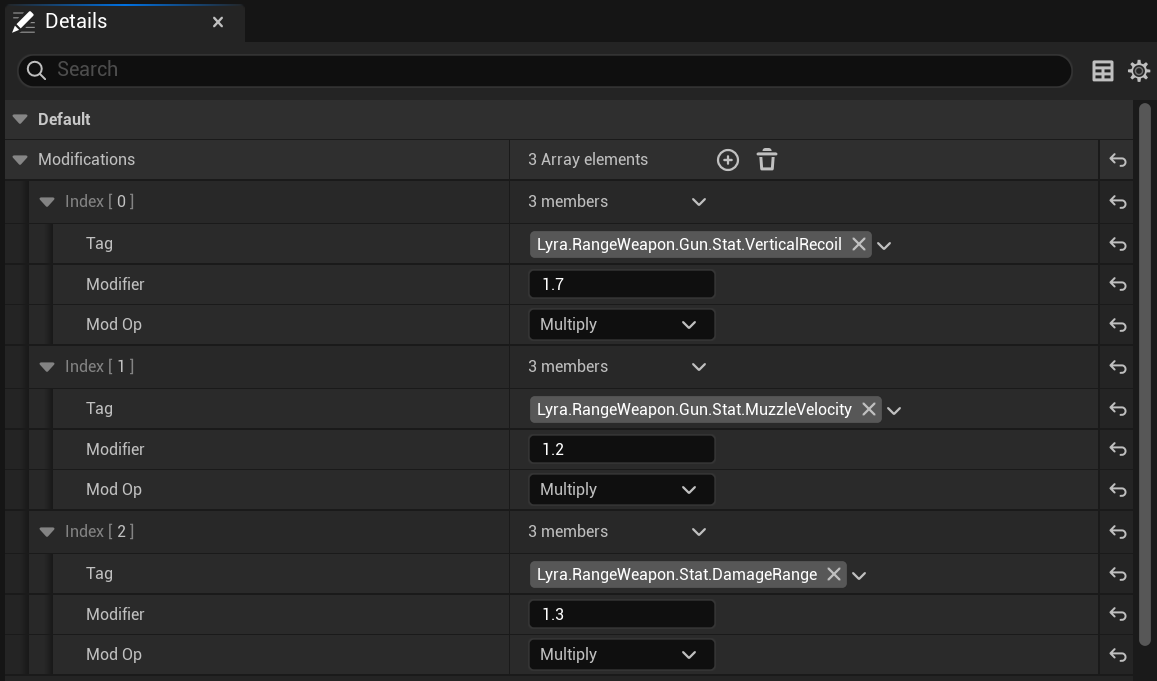 Details
Search
Default
Modifications 3 Array elements
Index [ 0 ] 3 members
Tag Lyra.RangeWeapon.Gun.Stat.VerticalRecoil
Modifier 1.7
Mod Op Multiply
Index [ 1 ] 3 members
Tag Lyra.RangeWeapon.Gun.Stat.MuzzleVelocity
Modifier 1.2
Mod Op Multiply
Index [ 2 ] 3 members
Tag Lyra.RangeWeapon.Stat.DamageRange
Modifier 1.3
Mod Op Multiply